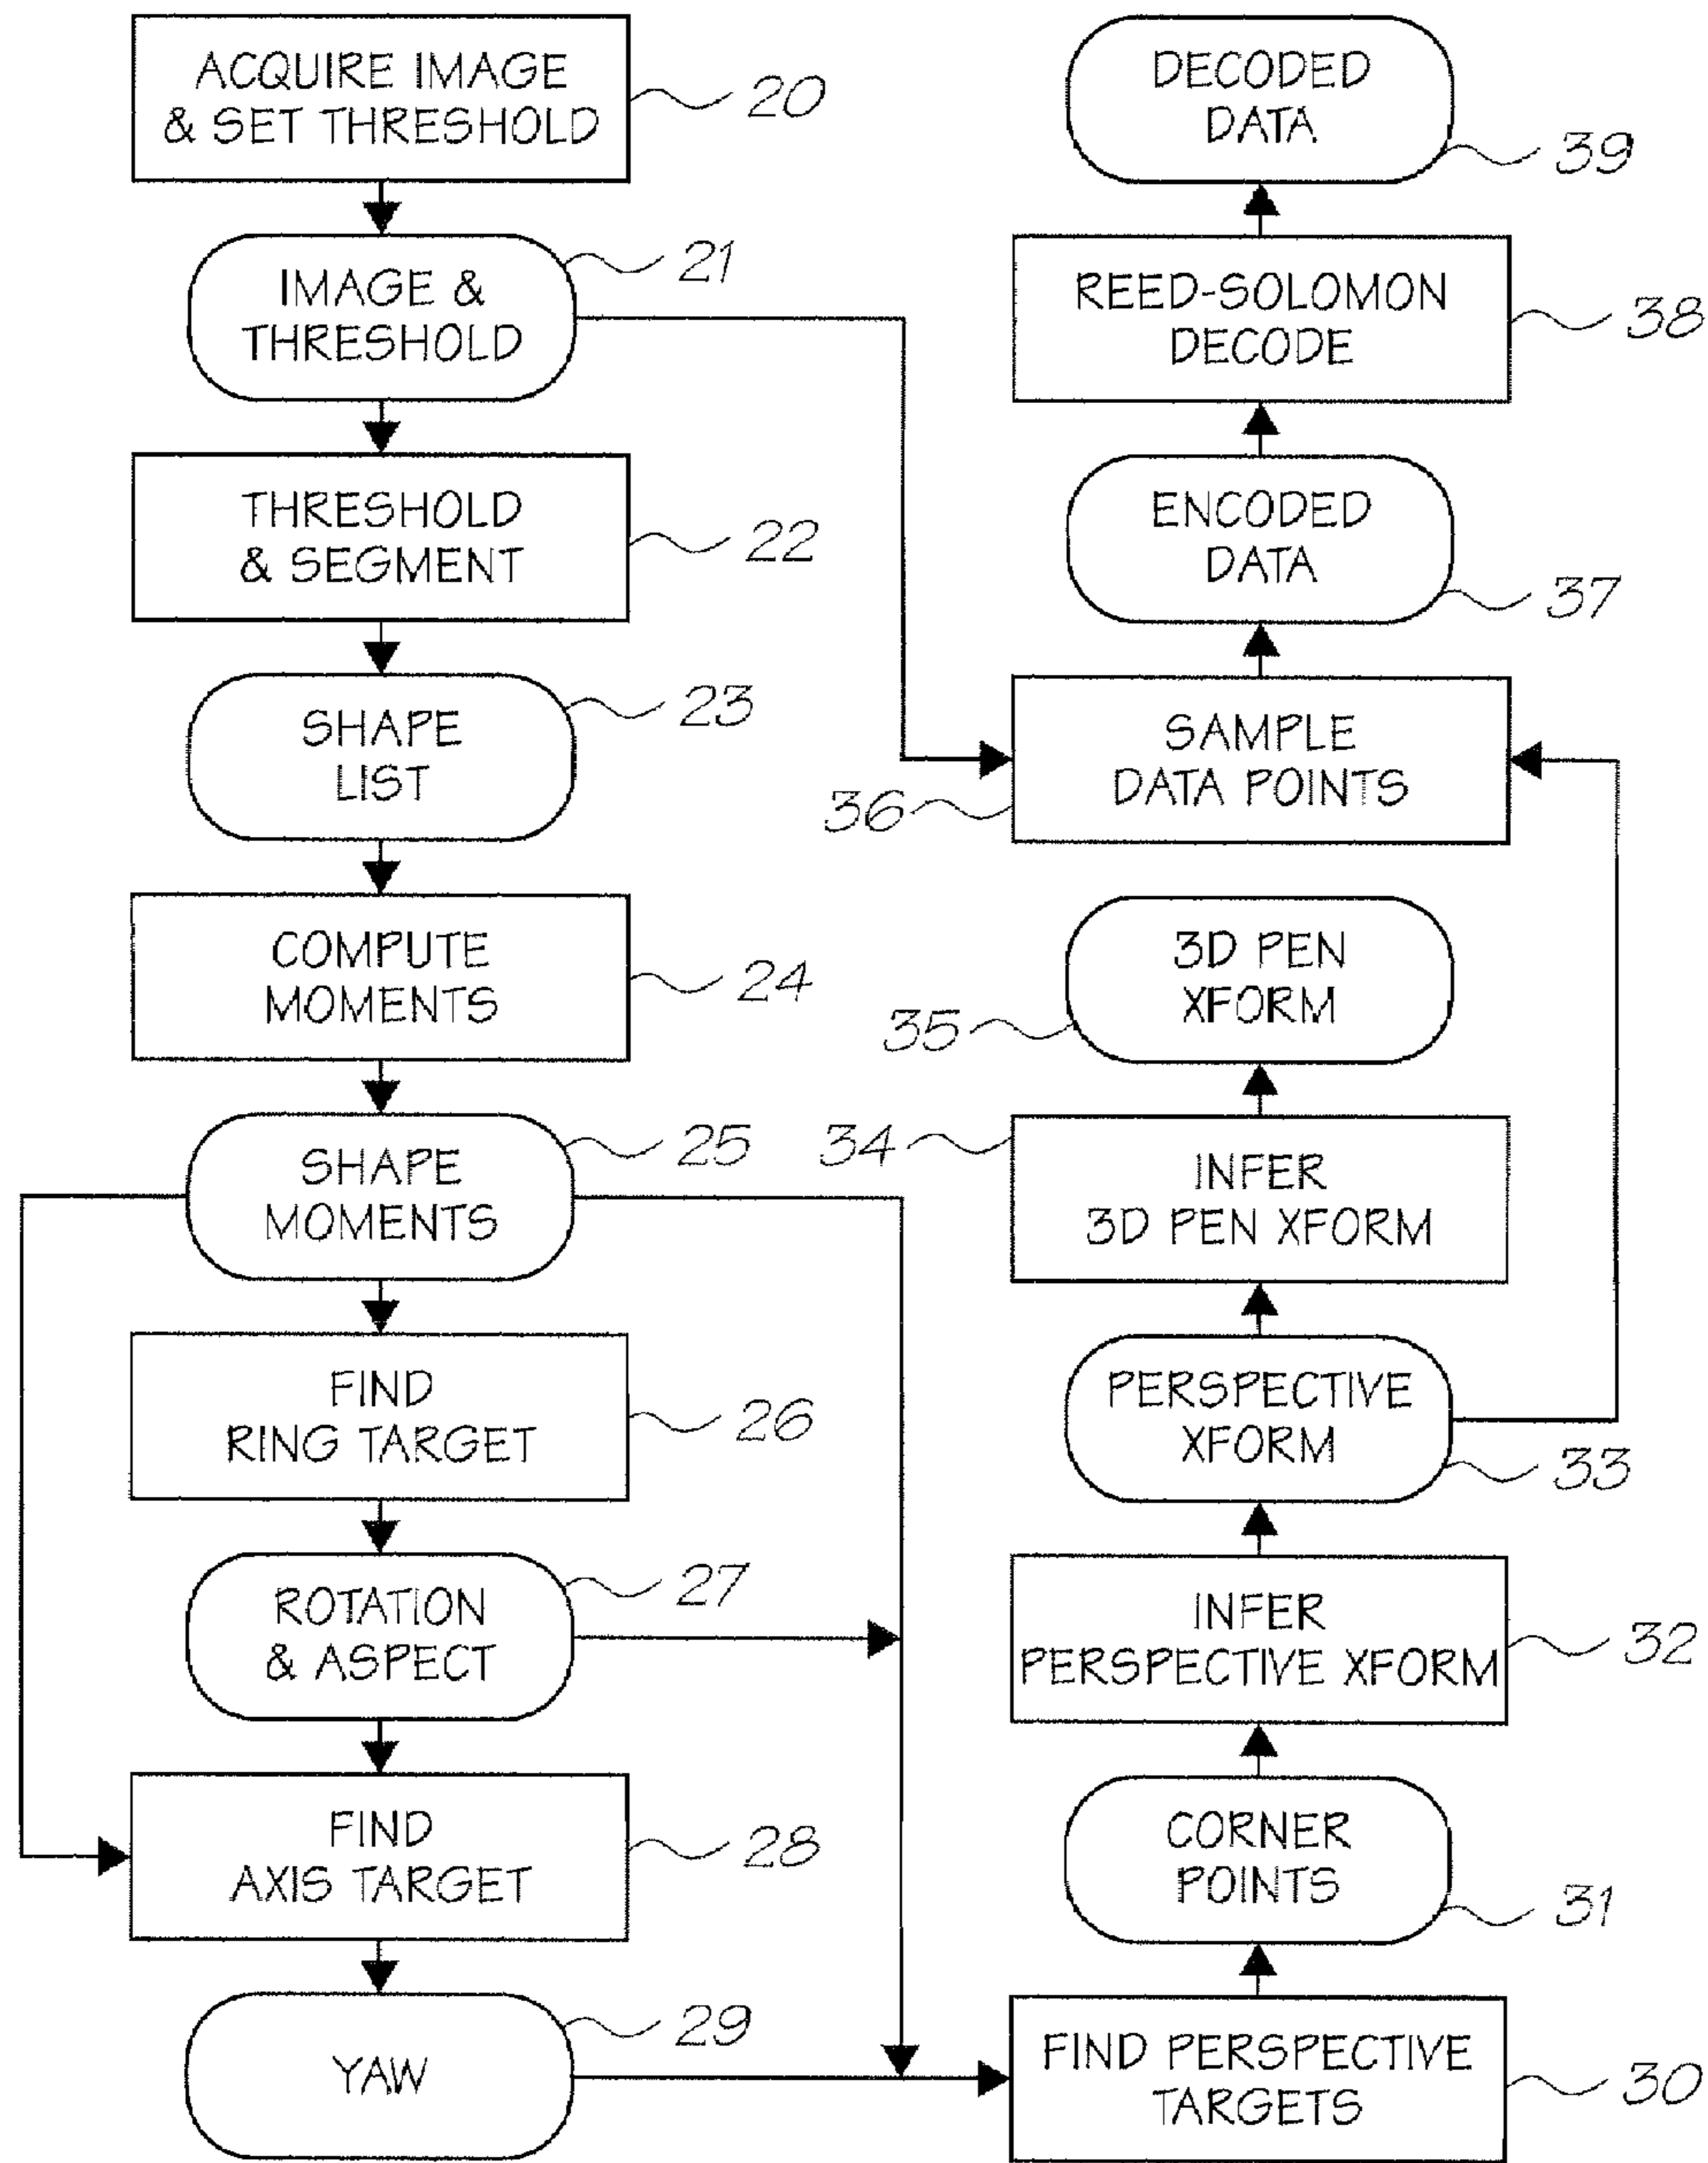 ACQUIRE IMAGE
& SET THRESHOLD
20
IMAGE &
THRESHOLD
21
THRESHOLD
& SEGMENT
22
SHAPE
LIST
23
COMPUTE
MOMENTS
24
SHAPE
MOMENTS
25
FIND
RING TARGET
26
ROTATION
& ASPECT
27
FIND
AXIS TARGET
28
YAW
29
DECODED
DATA
39
REED-SOLOMON
DECODE
38
ENCODED
DATA
37
SAMPLE
DATA POINTS
36
3D PEN
XFORM
35
INFER
3D PEN XFORM
34
PERSPECTIVE
XFORM
33
INFER
PERSPECTIVE XFORM
32
CORNER
POINTS
31
FIND PERSPECTIVE
TARGETS
30